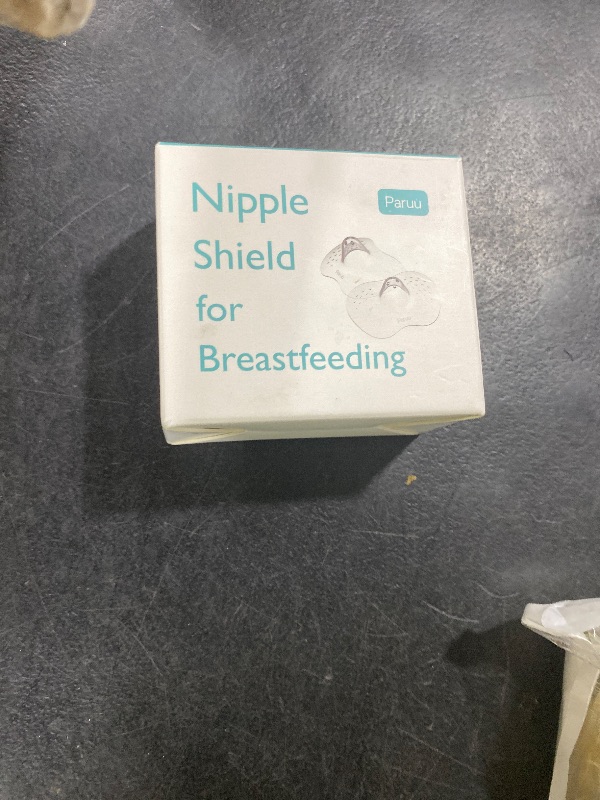 Nipple
Paruu
Shield
for
Breastfeeding